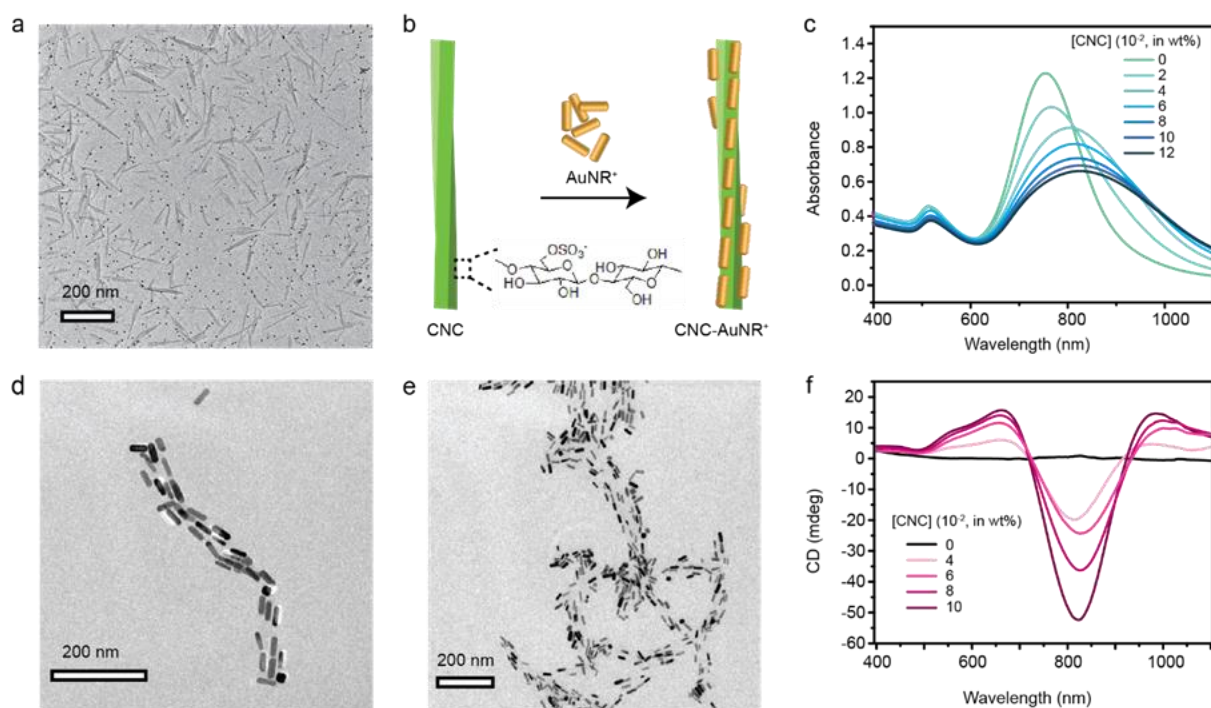 a
200 nm
b
AuNR⁺
OSO₃⁻
OH
HO
OH
HO
OH
O
O
O
OH
O
OH
CNC
CNC-AuNR⁺
c
1.4
1.2
1.0
0.8
0.6
0.4
0.2
0.0
Absorbance
[CNC] (10⁻², in wt%)
0
2
4
6
8
10
12
400
600
800
1000
Wavelength (nm)
d
200 nm
e
200 nm
f
20
10
0
-10
-20
-30
-40
-50
-60
CD (mdeg)
[CNC] (10⁻², in wt%)
0
4
6
8
10
400
600
800
1000
Wavelength (nm)